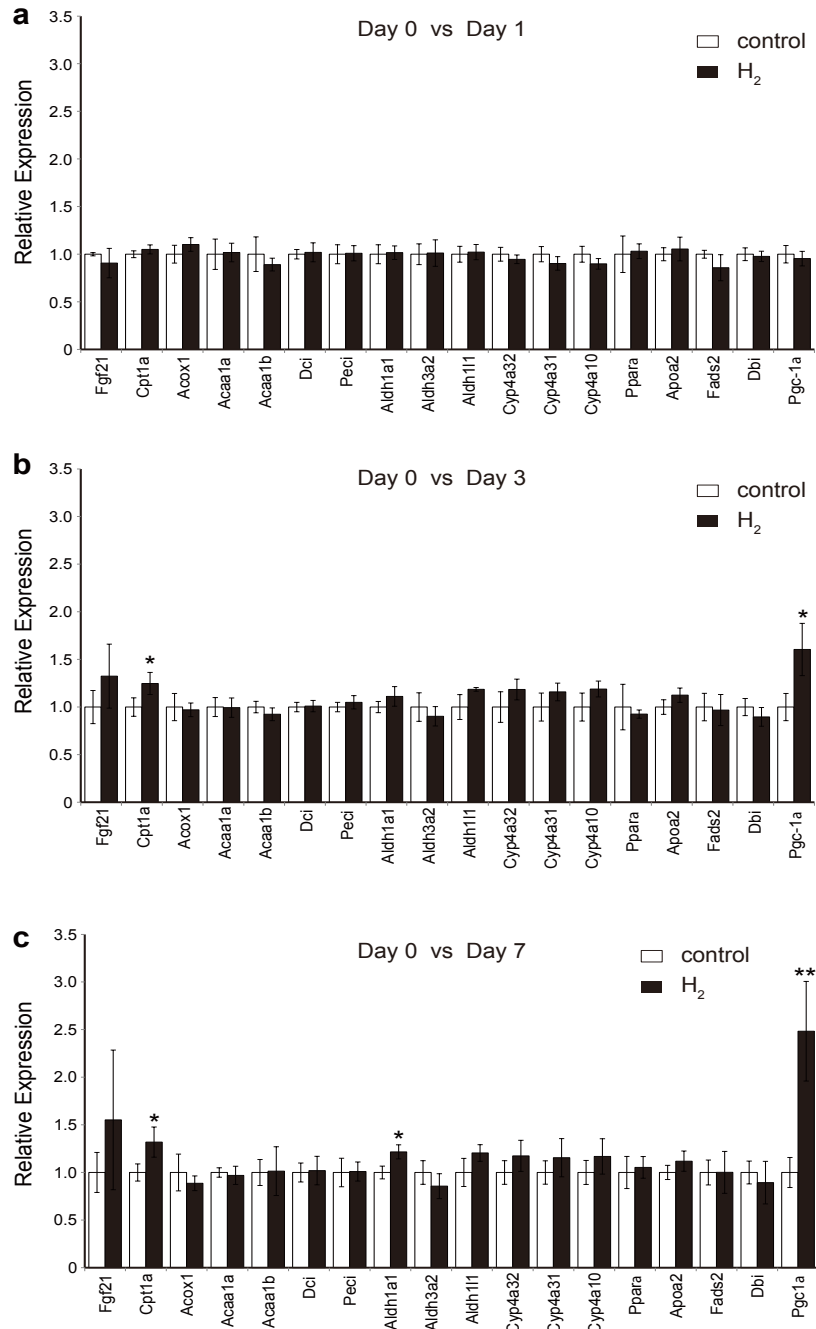 a
Day 0 vs Day 1
control
H₂
Relative Expression
3.5
3.0
2.5
2.0
1.5
1.0
0.5
0
Fgf21
Cpt1a
Acox1
Acaa1a
Acaa1b
Dci
Peci
Aldh1a1
Aldh3a2
Aldh1l1
Cyp4a32
Cyp4a31
Cyp4a10
Ppara
Apoa2
Fads2
Dbi
Pgc-1a
b
Day 0 vs Day 3
control
H₂
Relative Expression
3.5
3.0
2.5
2.0
1.5
1.0
0.5
0
*
*
Fgf21
Cpt1a
Acox1
Acaa1a
Acaa1b
Dci
Peci
Aldh1a1
Aldh3a2
Aldh1l1
Cyp4a32
Cyp4a31
Cyp4a10
Ppara
Apoa2
Fads2
Dbi
Pgc-1a
c
Day 0 vs Day 7
control
H₂
Relative Expression
3.5
3.0
2.5
2.0
1.5
1.0
0.5
0
*
*
**
Fgf21
Cpt1a
Acox1
Acaa1a
Acaa1b
Dci
Peci
Aldh1a1
Aldh3a2
Aldh1l1
Cyp4a32
Cyp4a31
Cyp4a10
Ppara
Apoa2
Fads2
Dbi
Pgc1a